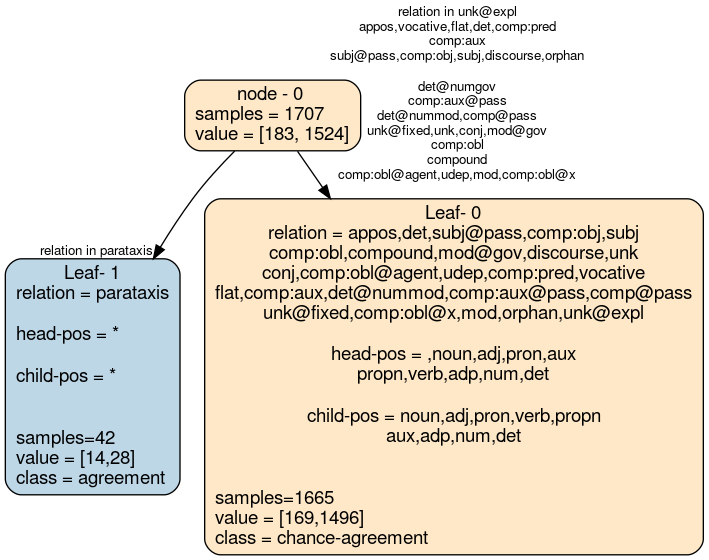 relation in unk@expl
appos,vocative,flat,det,comp:pred
comp:aux
subj@pass,comp:obj,subj,discourse,orphan
det@numgov
comp:aux@pass
det@nummod,comp@pass
unk@fixed,unk,conj,mod@gov
comp:obl
compound
comp:obl@agent,udep,mod,comp:obl@x
node - 0
samples = 1707
value = [183, 1524]
relation in parataxis
Leaf- 1
relation = parataxis
head-pos = *
child-pos = *
samples=42
value = [14,28]
class = agreement
Leaf- 0
relation = appos,det,subj@pass,comp:obj,subj
comp:obl,compound,mod@gov,discourse,unk
conj,comp:obl@agent,udep,comp:pred,vocative
flat,comp:aux,det@nummod,comp:aux@pass,comp@pass
unk@fixed,comp:obl@x,mod,orphan,unk@expl
head-pos = ,noun,adj,pron,aux
propn,verb,adp,num,det
child-pos = noun,adj,pron,verb,propn
aux,adp,num,det
samples=1665
value = [169,1496]
class = chance-agreement